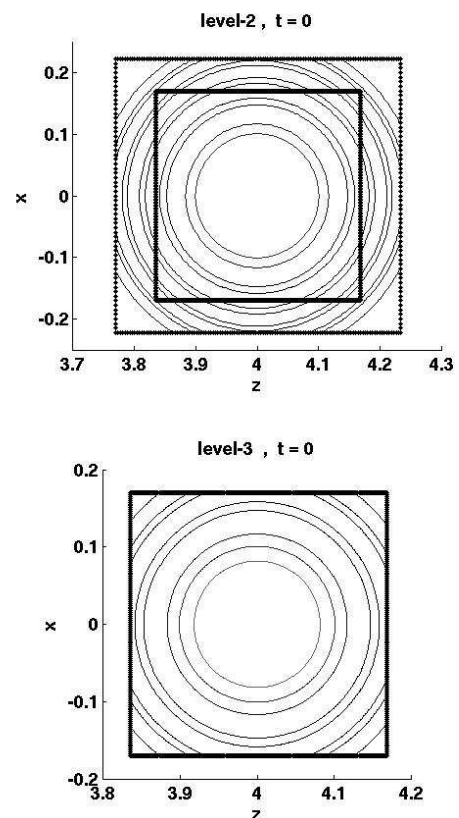 level-2 , t = 0
0.2
0.1
0
-0.1
-0.2
x
3.7 3.8 3.9 4 4.1 4.2 4.3
z
level-3 , t = 0
0.2
0.1
0
-0.1
-0.2
x
3.8 3.9 4 4.1 4.2
z